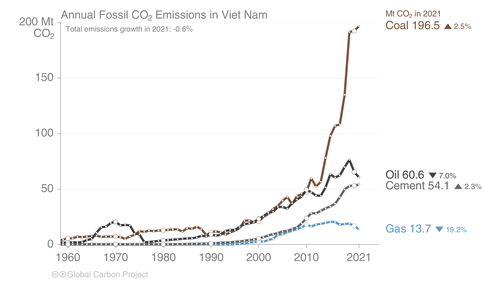 Annual Fossil CO₂ Emissions in Viet Nam
Total emissions growth in 2021: -0.6%
200 Mt
CO₂
150
100
50
0
1960 1970 1980 1990 2000 2010 2021
Mt CO₂ in 2021
Coal 196.5 ▲ 2.5%
Oil 60.6 ▼ 7.0%
Cement 54.1 ▲ 2.3%
Gas 13.7 ▼ 19.2%
Global Carbon Project